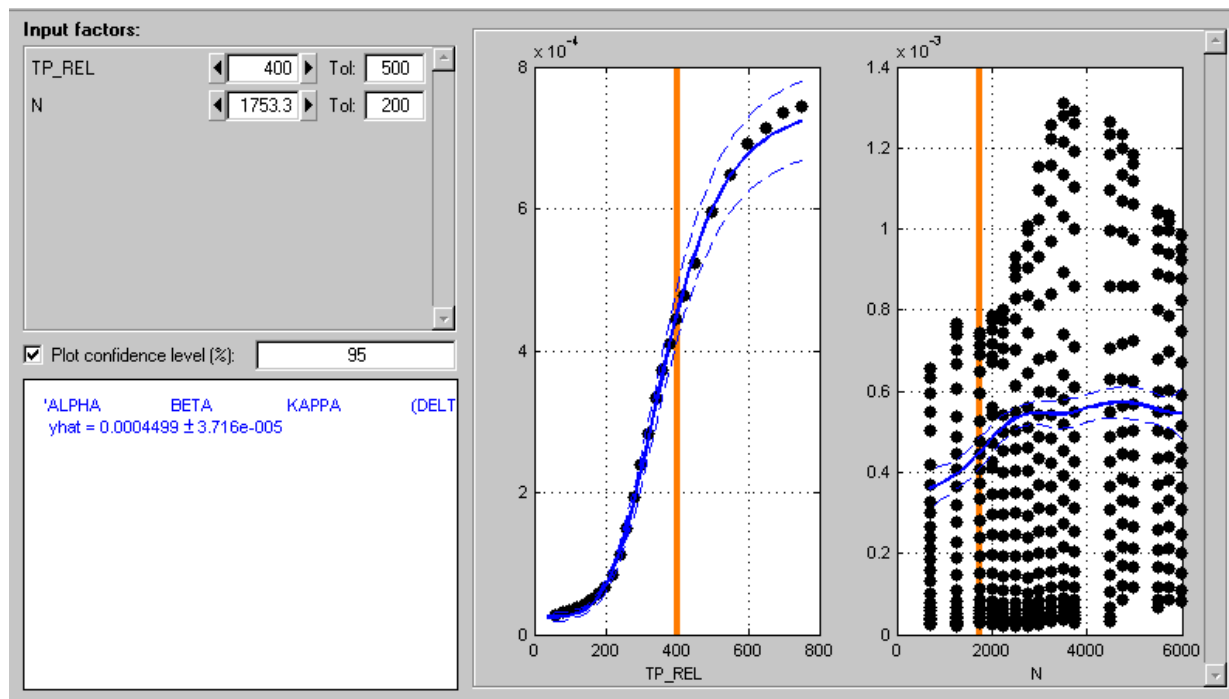 Input factors:
TP_REL 400 Tol: 500
N 1753.3 Tol: 200
Plot confidence level (%): 95
'ALPHA BETA KAPPA (DELT
yhat = 0.0004499 ± 3.716e-005
x 10⁻⁴
8
6
4
2
0
0 200 400 600 800
TP_REL
x 10⁻³
1.4
1.2
1
0.8
0.6
0.4
0.2
0
0 2000 4000 6000
N